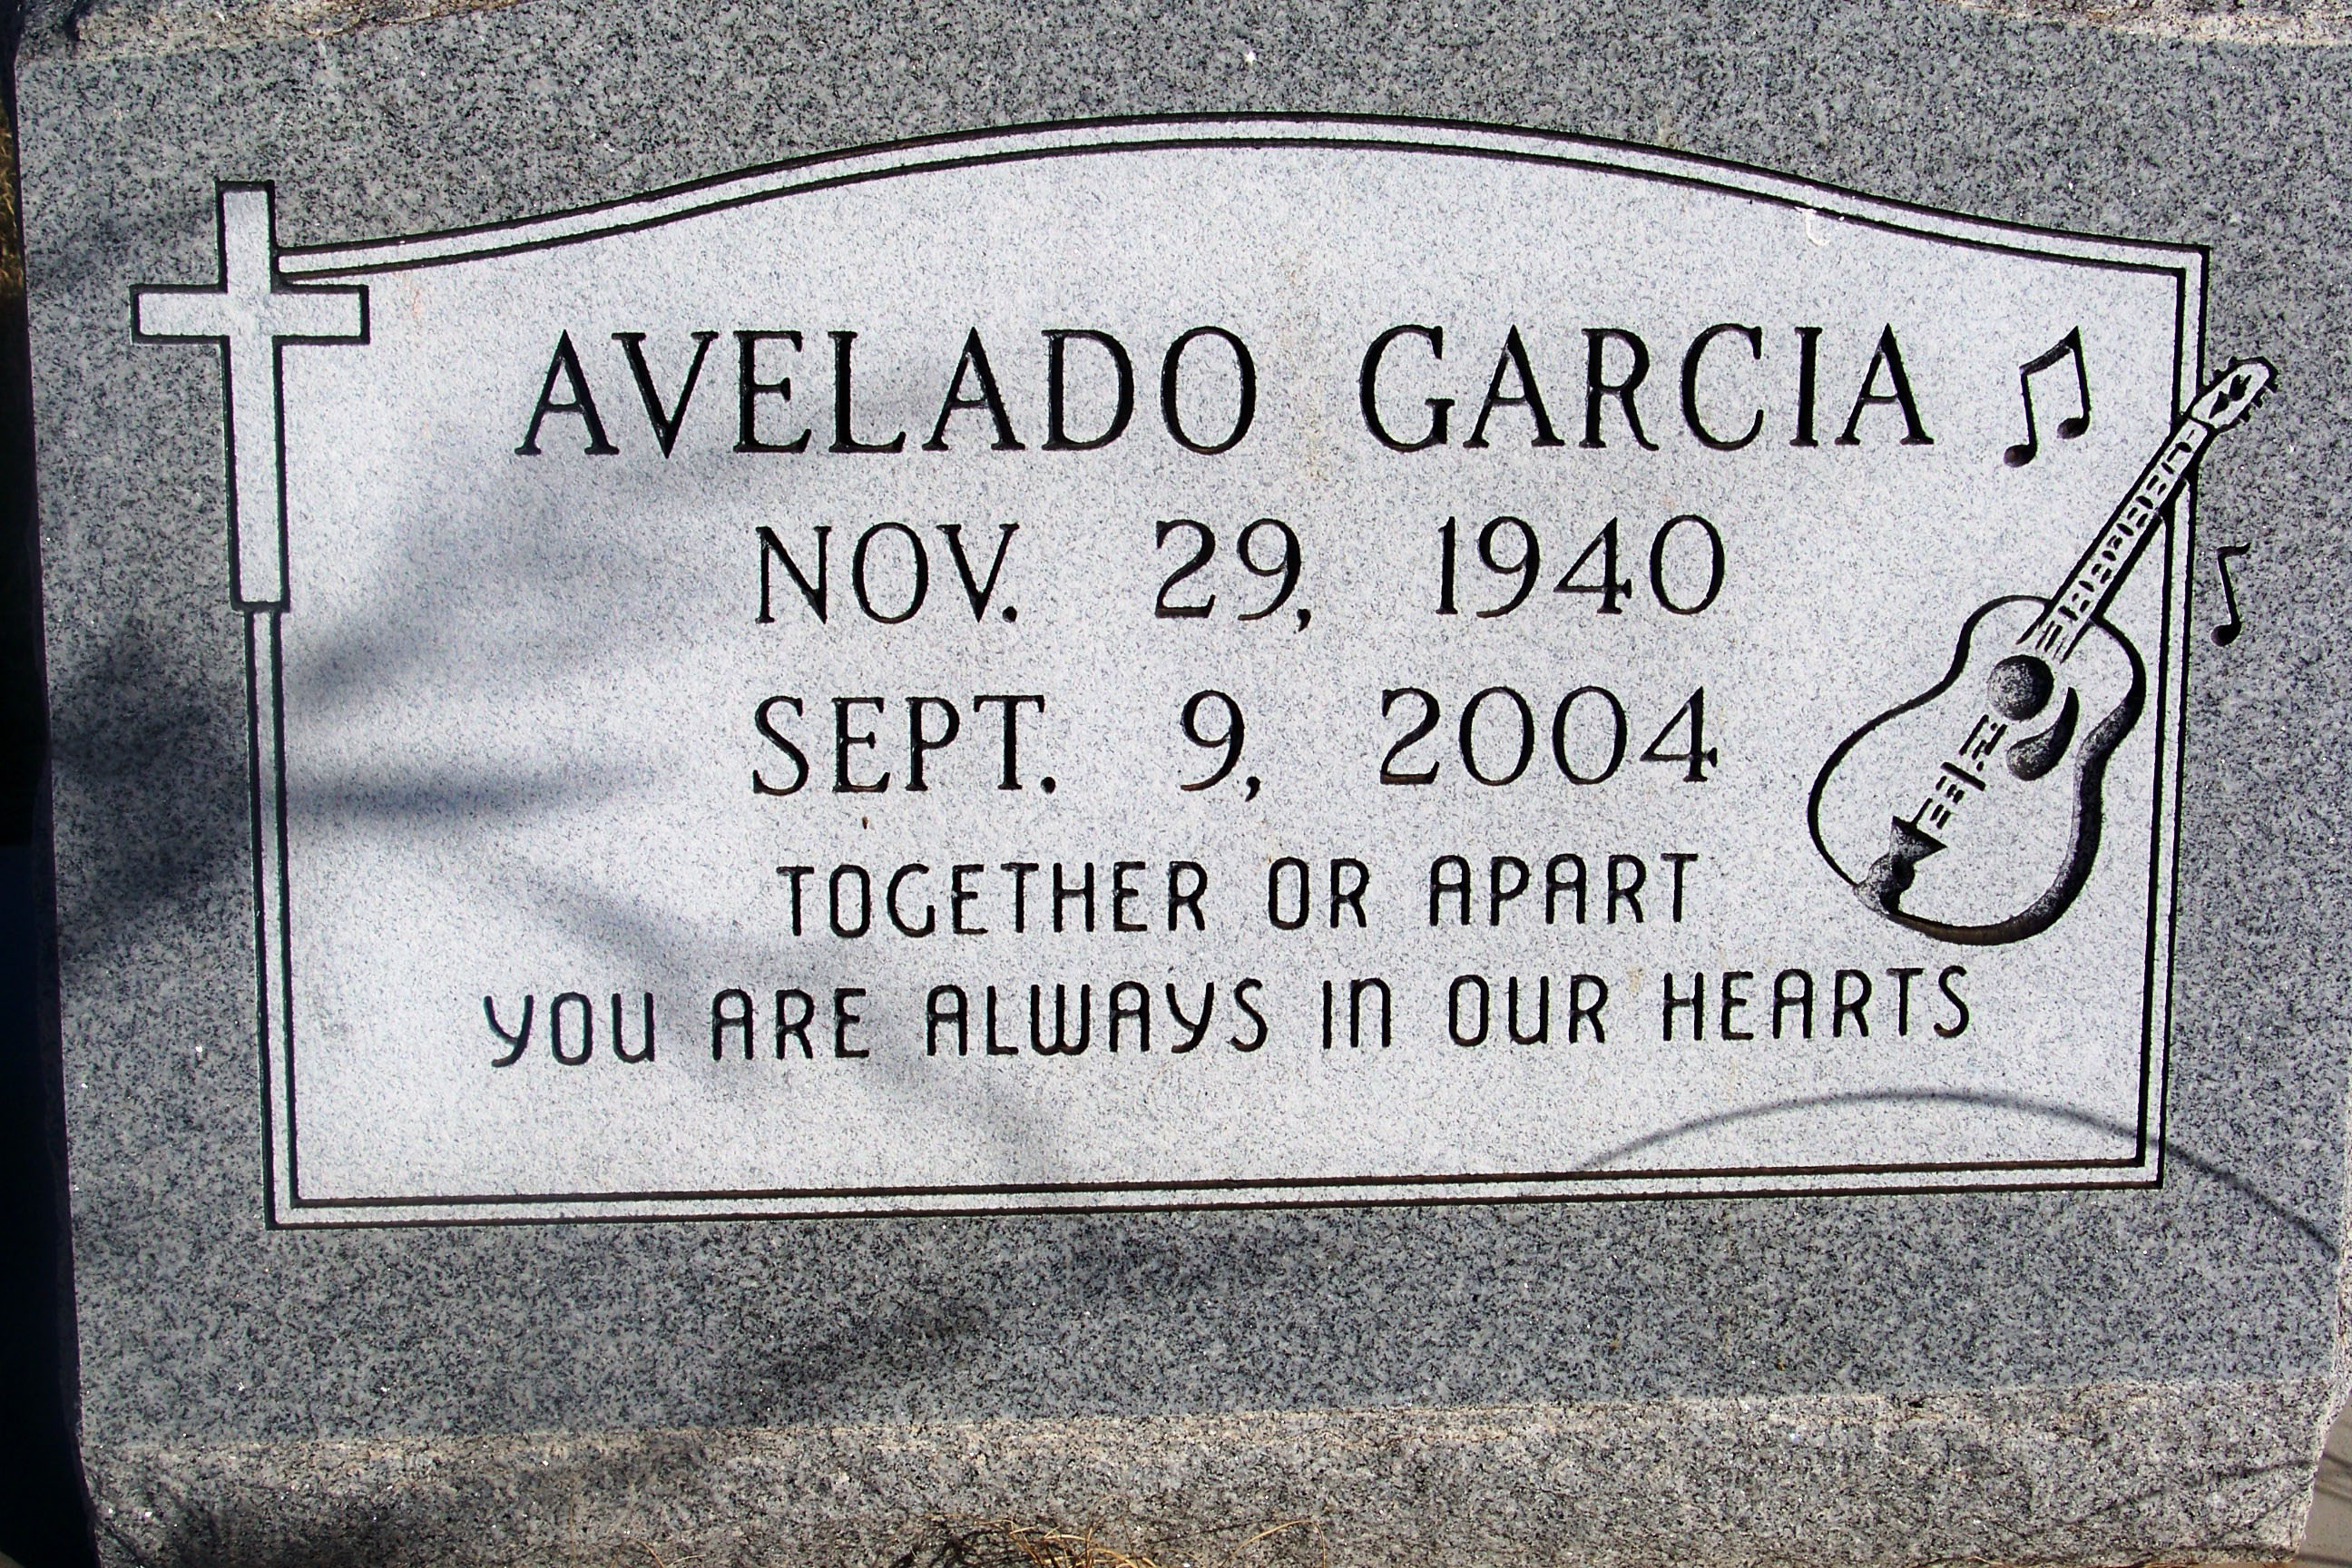 AVELADO GARCIA
NOV. 29, 1940
SEPT. 9, 2004
TOGETHER OR APART
YOU ARE ALWAYS IN OUR HEARTS